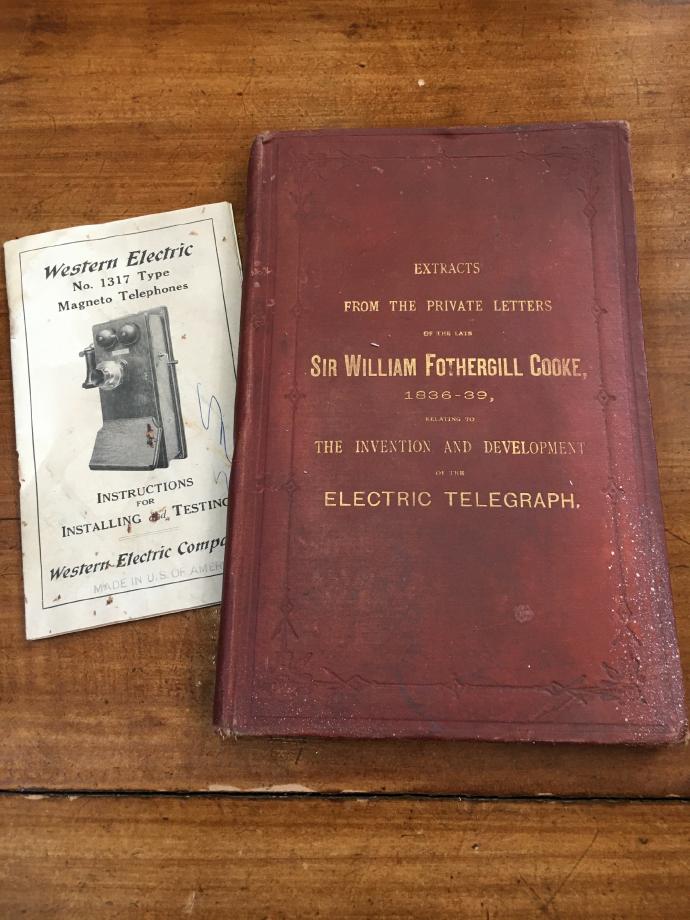 Western Electric
No. 1317 Type
Magneto Telephones
INSTRUCTIONS
FOR
INSTALLING and TESTING
Western Electric Compa
MADE IN U.S. OF AMER
EXTRACTS
FROM THE PRIVATE LETTERS
OF THE LATE
SIR WILLIAM FOTHERGILL COOKE,
1836-39,
RELATING TO
THE INVENTION AND DEVELOPMENT
OF THE
ELECTRIC TELEGRAPH.